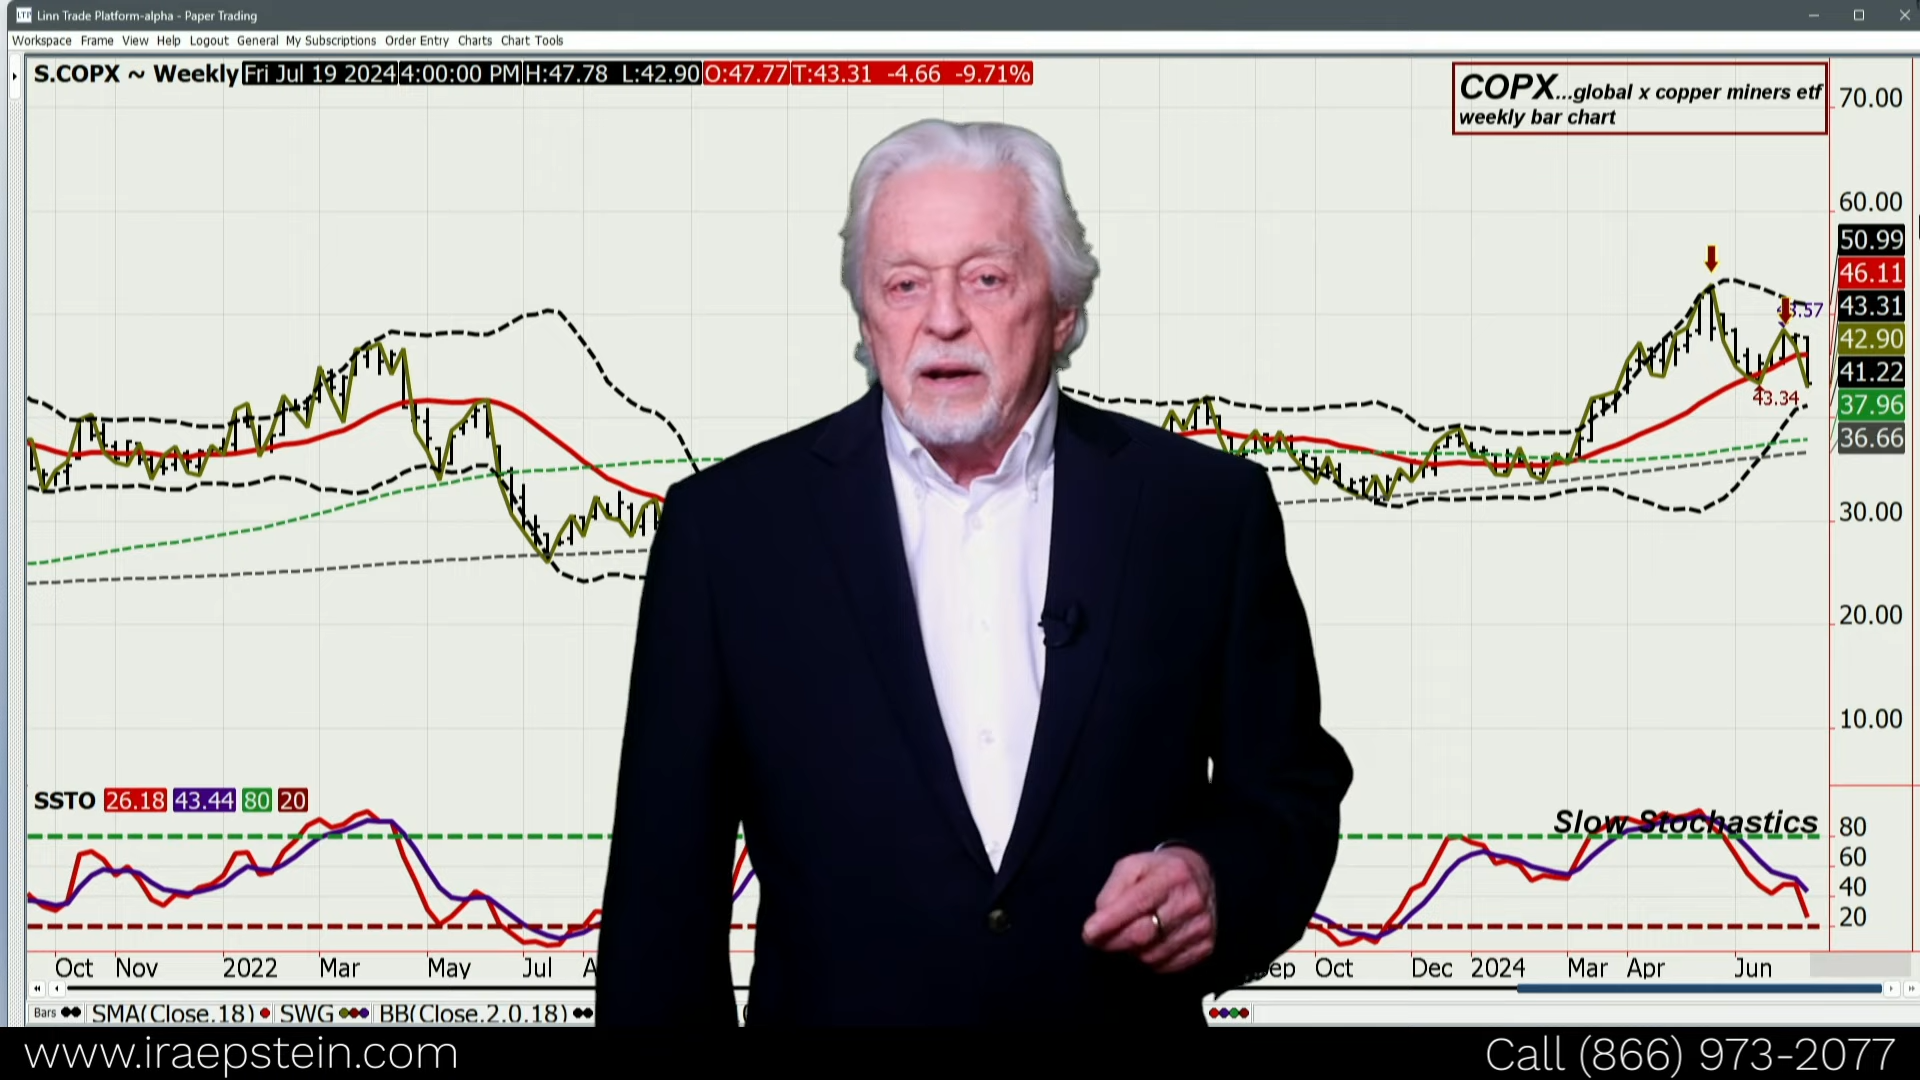 LTP Linn Trade Platform-alpha - Paper Trading
Workspace Frame View Help Logout General My Subscriptions Order Entry Charts Chart Tools
S.COPX ~ Weekly Fri Jul 19 2024 4:00:00 PM H:47.78 L:42.90 O:47.77 T:43.31 -4.66 -9.71%
COPX...global x copper miners etf
weekly bar chart
70.00
60.00
50.99
46.11
43.31
42.90
41.22
37.96
36.66
30.00
20.00
10.00
43.34
SSTO 26.18 43.44 80 20
Slow Stochastics
80
60
40
20
Oct Nov 2022 Mar May Jul Oct Dec 2024 Mar Apr Jun
Bars SMA(Close,18) SWG BB(Close,2.0,18)
www.iraepstein.com
Call (866) 973-2077